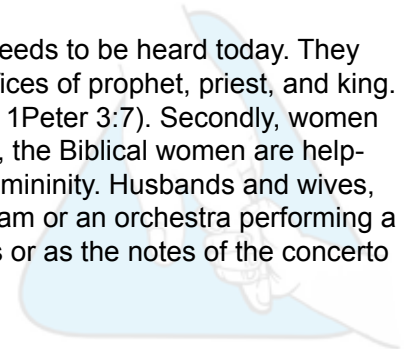 eeds to be heard today. They
fices of prophet, priest, and king.
1Peter 3:7). Secondly, women
, the Biblical women are help-
mininity. Husbands and wives,
am or an orchestra performing a
s or as the notes of the concerto